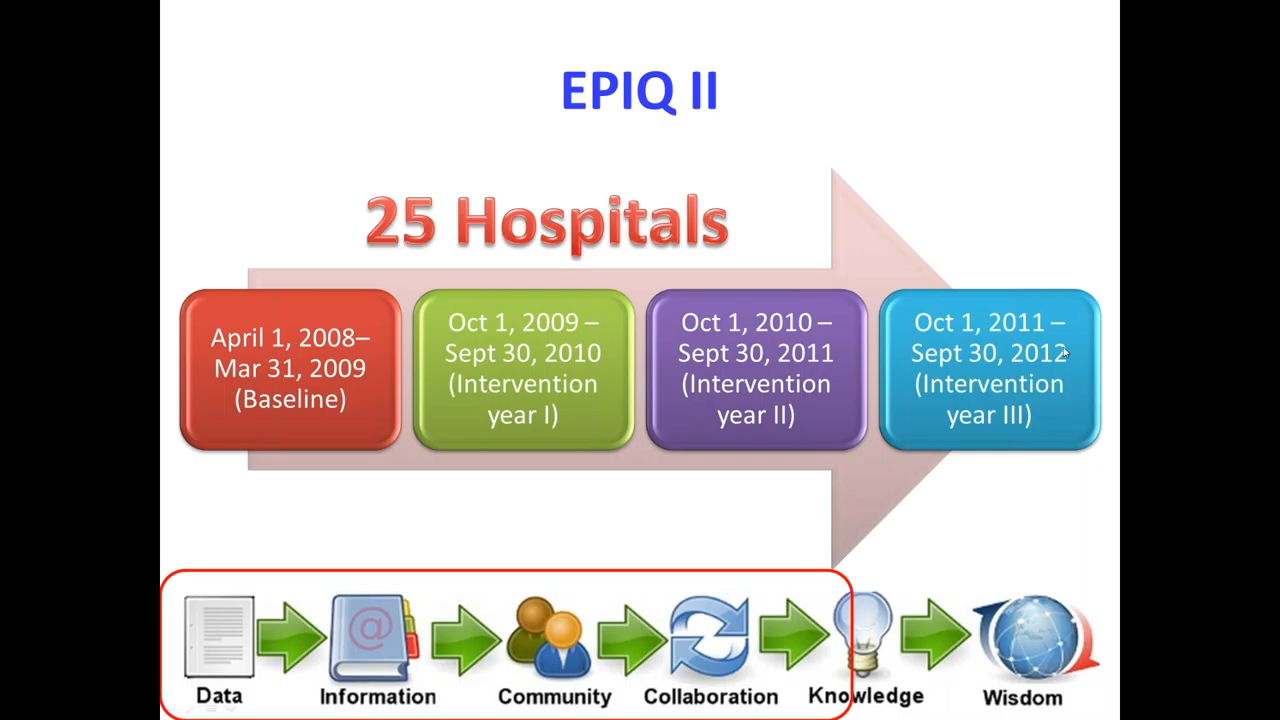 EPIQ II
25 Hospitals
April 1, 2008–
Mar 31, 2009
(Baseline)
Oct 1, 2009 –
Sept 30, 2010
(Intervention
year I)
Oct 1, 2010 –
Sept 30, 2011
(Intervention
year II)
Oct 1, 2011 –
Sept 30, 2012
(Intervention
year III)
@
Data
Information
Community
Collaboration
Knowledge
Wisdom